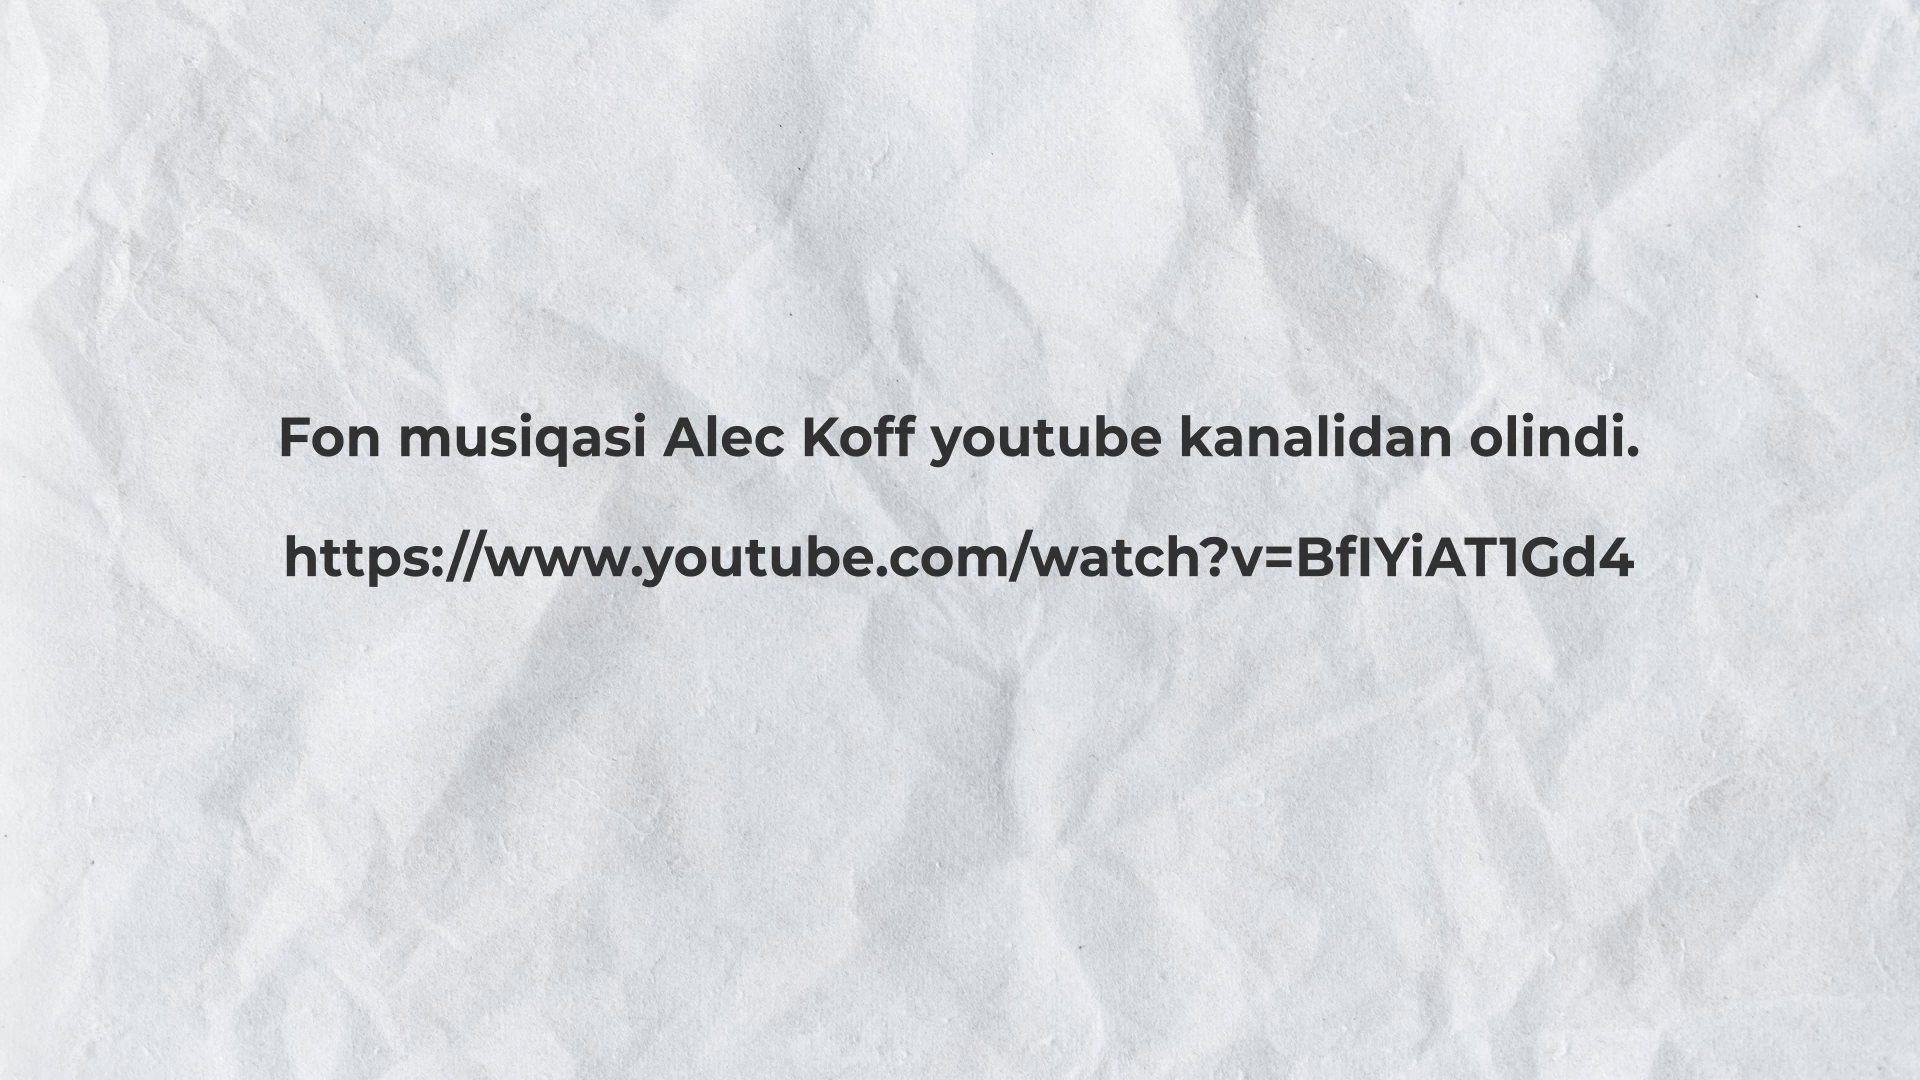 Fon musiqasi Alec Koff youtube kanalidan olindi.
https://www.youtube.com/watch?v=BfIYiAT1Gd4